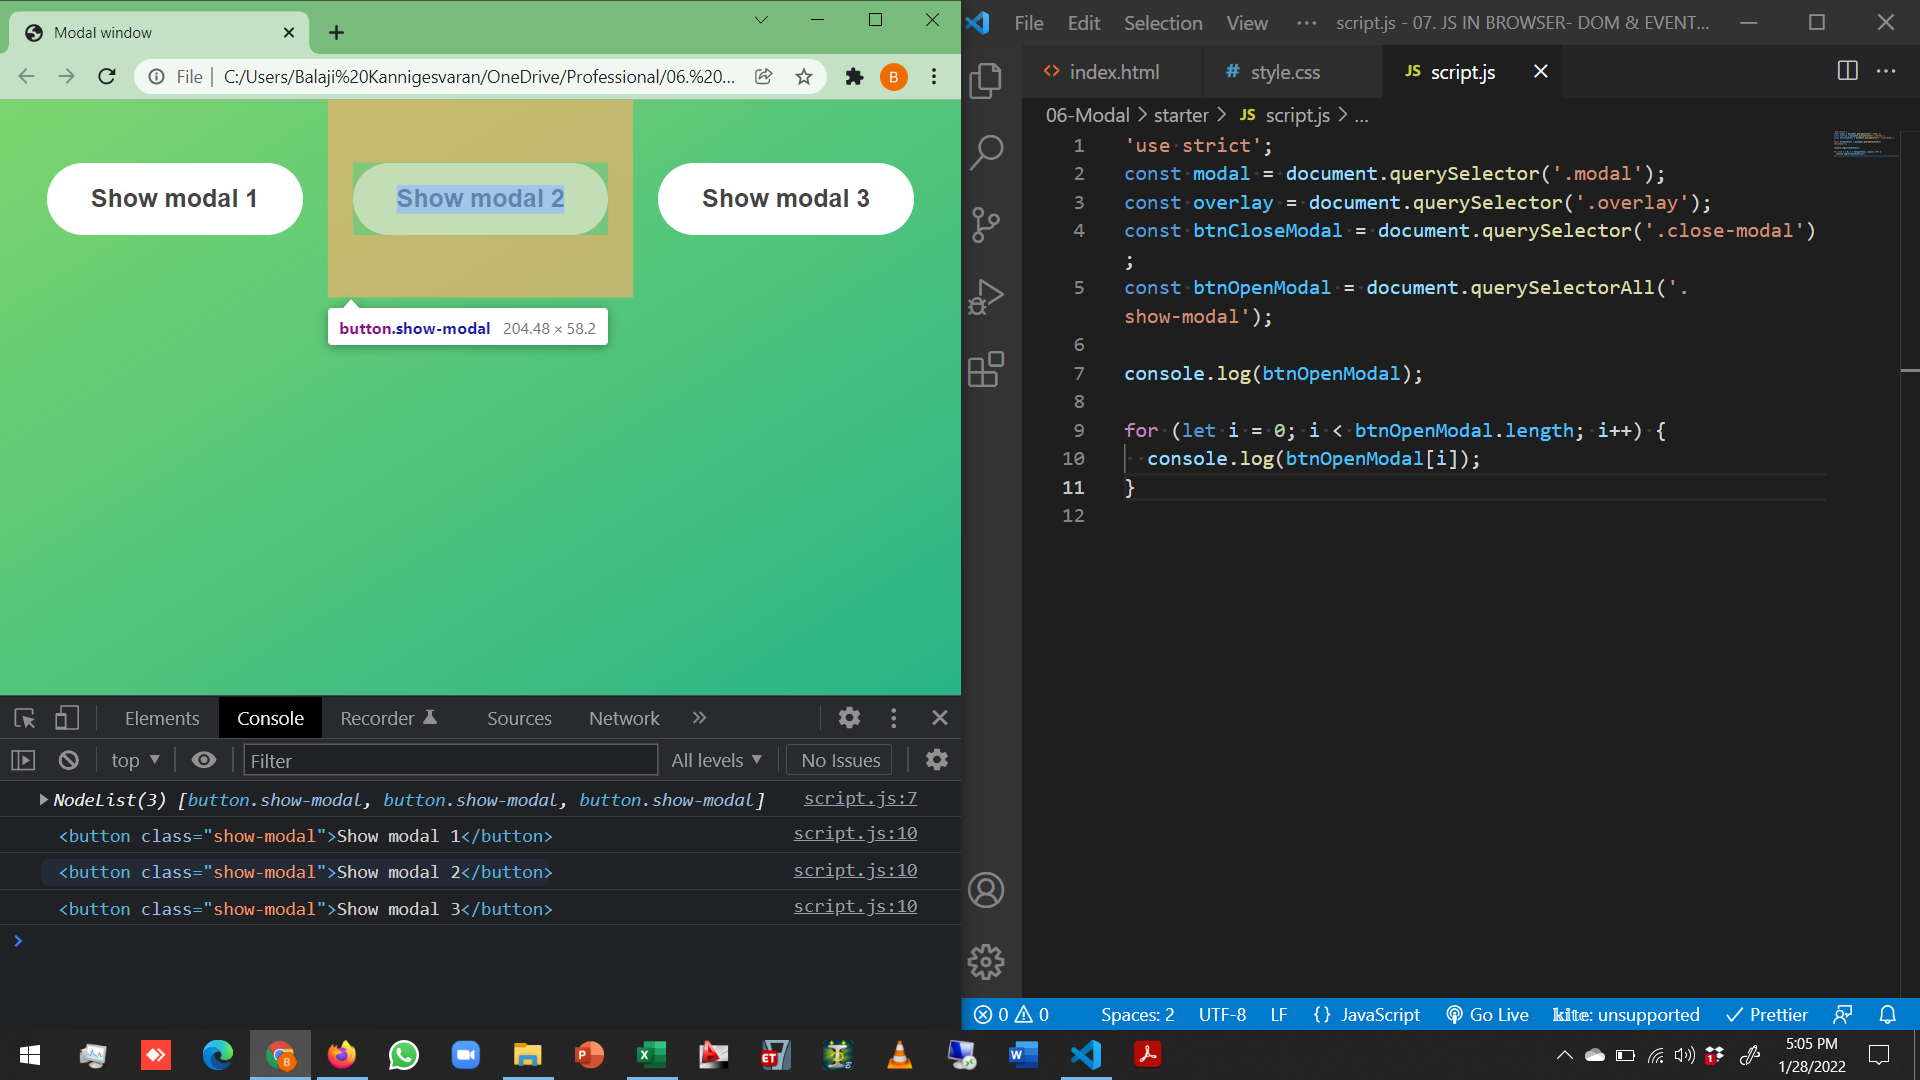 Modal window
File
C:/Users/Balaji%20Kannigesvaran/OneDrive/Professional/06.%20...
B
Show modal 1
Show modal 2
Show modal 3
button.show-modal 204.48 × 58.2
Elements
Console
Recorder
Sources
Network
top
Filter
All levels
No Issues
NodeList(3) [button.show-modal, button.show-modal, button.show-modal]
script.js:7
<button class="show-modal">Show modal 1</button>
script.js:10
<button class="show-modal">Show modal 2</button>
script.js:10
<button class="show-modal">Show modal 3</button>
script.js:10
File
Edit
Selection
View
script.js - 07. JS IN BROWSER- DOM & EVENT...
index.html
# style.css
JS script.js
06-Modal > starter > JS script.js > ...
1 'use strict';
2 const modal = document.querySelector('.modal');
3 const overlay = document.querySelector('.overlay');
4 const btnCloseModal = document.querySelector('.close-modal')
;
5 const btnOpenModal = document.querySelectorAll('.
show-modal');
6
7 console.log(btnOpenModal);
8
9 for (let i = 0; i < btnOpenModal.length; i++) {
10 console.log(btnOpenModal[i]);
11 }
12
0 0
Spaces: 2
UTF-8
LF
{ } JavaScript
Go Live
kite: unsupported
Prettier
5:05 PM
1/28/2022